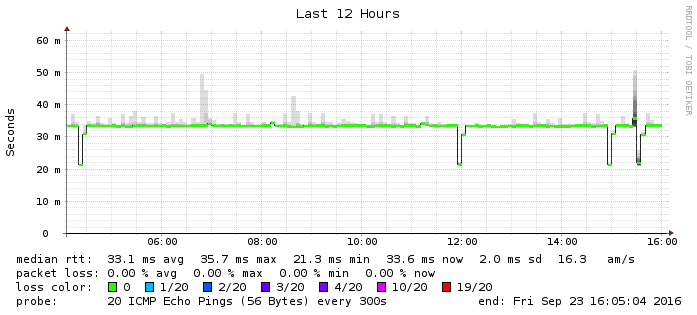 Last 12 Hours
RRDTOOL / TOBI OETIKER
Seconds
60 m
50 m
40 m
30 m
20 m
10 m
0
06:00 08:00 10:00 12:00 14:00 16:00
median rtt: 33.1 ms avg 35.7 ms max 21.3 ms min 33.6 ms now 2.0 ms sd 16.3 am/s
packet loss: 0.00 % avg 0.00 % max 0.00 % min 0.00 % now
loss color: 0 1/20 2/20 3/20 4/20 10/20 19/20
probe: 20 ICMP Echo Pings (56 Bytes) every 300s end: Fri Sep 23 16:05:04 2016